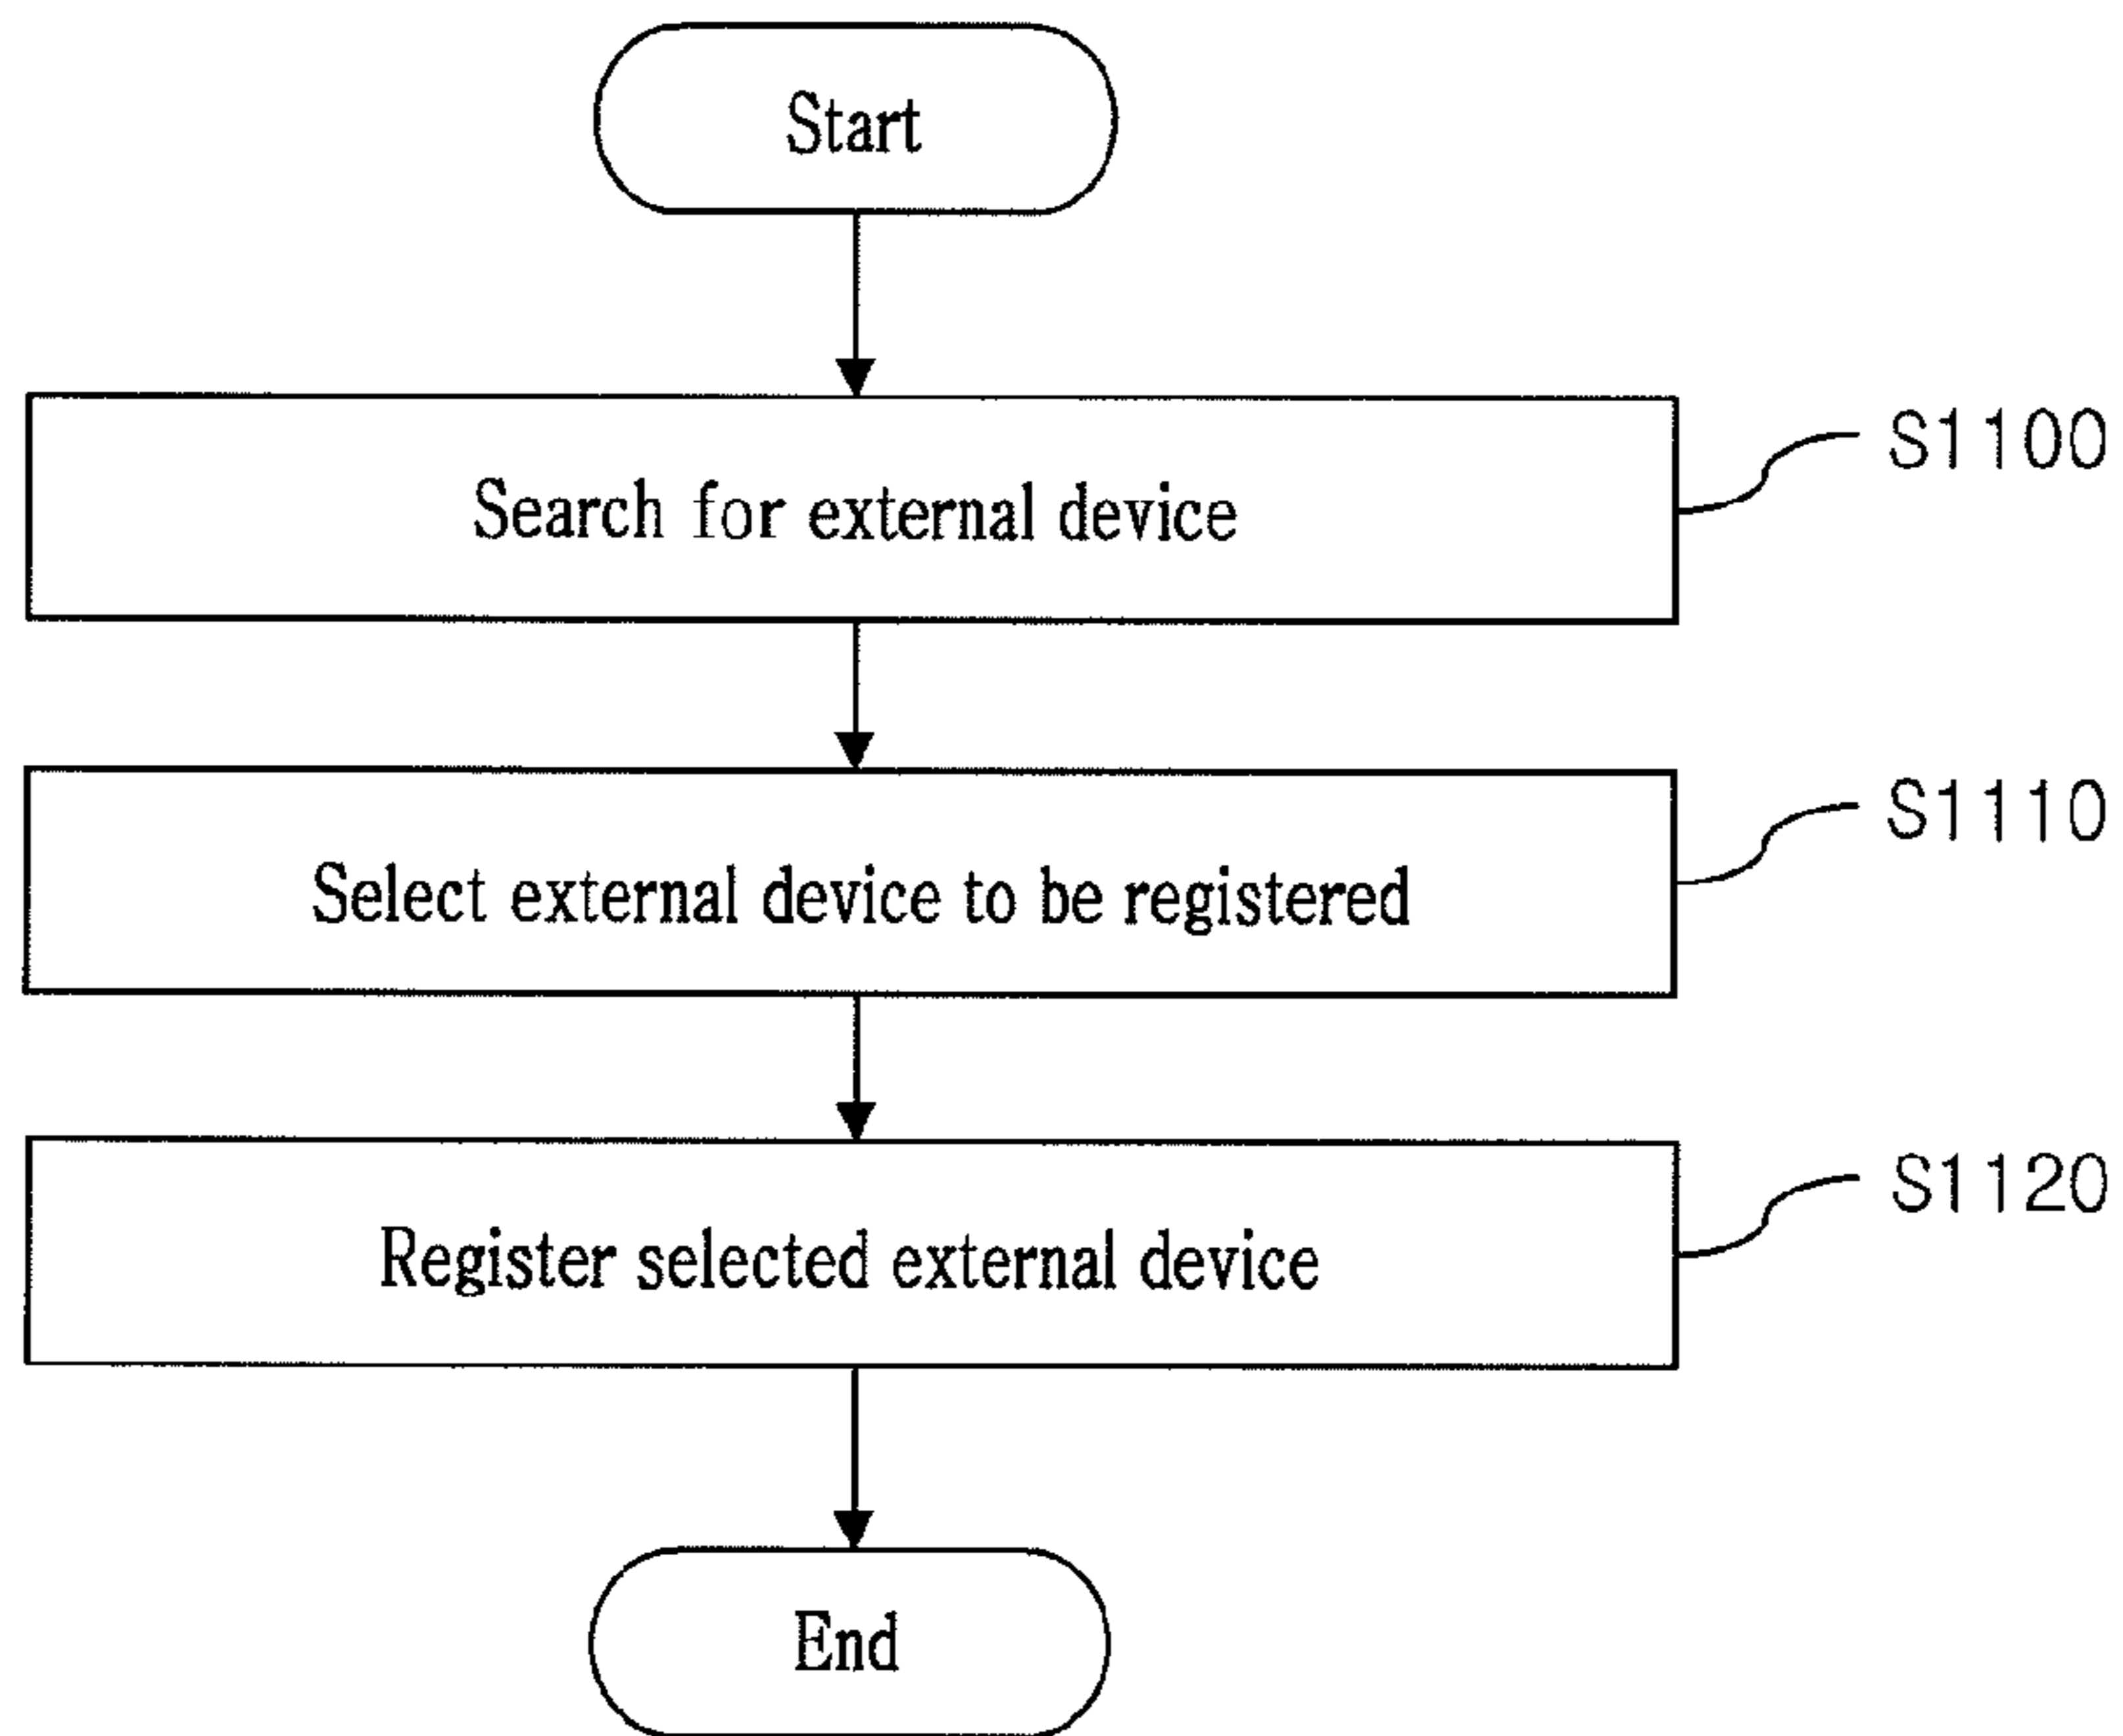 Start
Search for external device
S1100
Select external device to be registered
S1110
Register selected external device
S1120
End